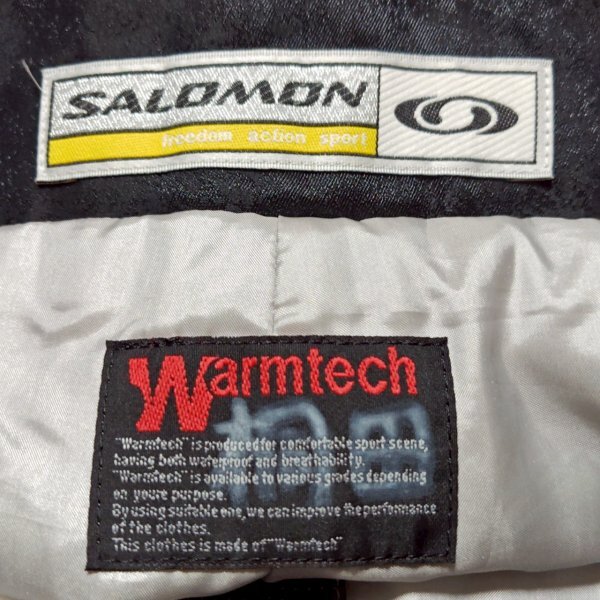 SALOMON
freedom action sport
Warmtech
"Warmtech" is produced for comfortable sport scene,
having both waterproof and breathability.
"Warmtech" is available to various grades depending
on youre purpose.
By using suitable one, we can improve the performance
of the clothes.
This clothes is made of "Warmtech"